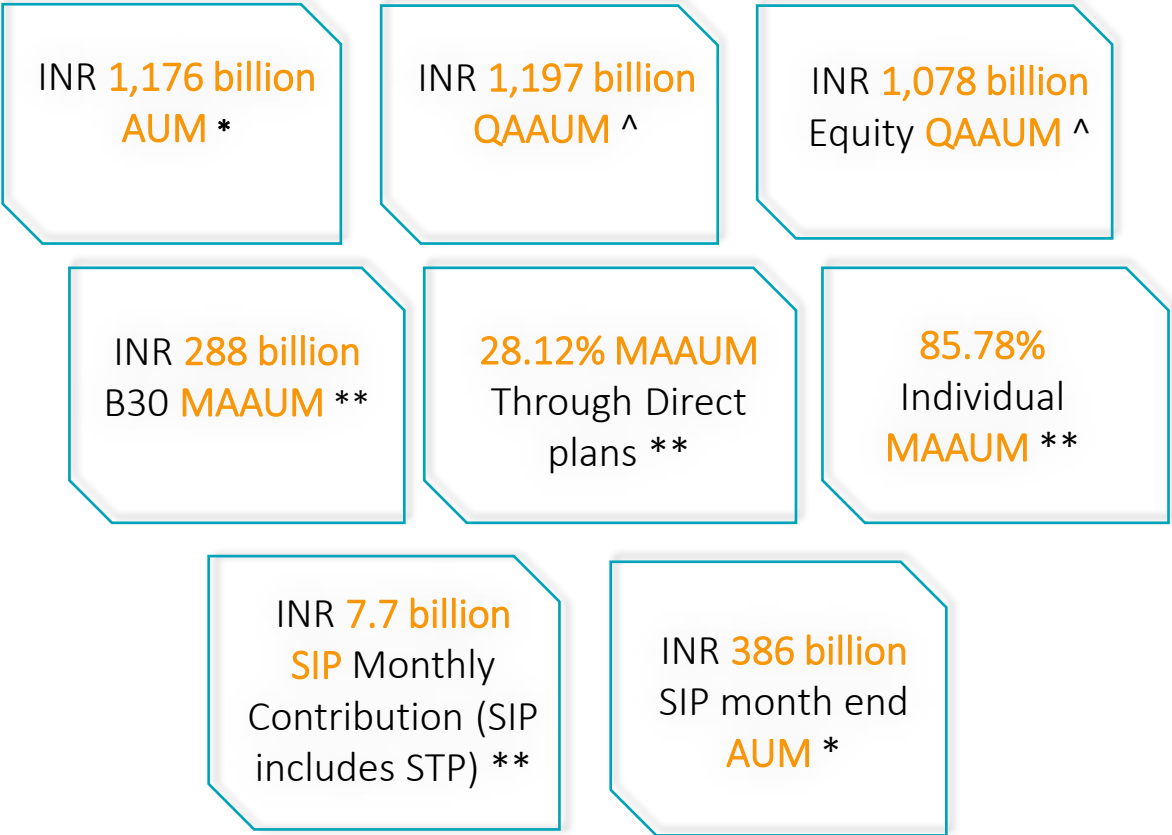 INR 1,176 billion
AUM *
INR 1,197 billion
QAAUM ^
INR 1,078 billion
Equity QAAUM ^
INR 288 billion
B30 MAAUM **
28.12% MAAUM
Through Direct
plans **
85.78%
Individual
MAAUM **
INR 7.7 billion
SIP Monthly
Contribution (SIP
includes STP) **
INR 386 billion
SIP month end
AUM *